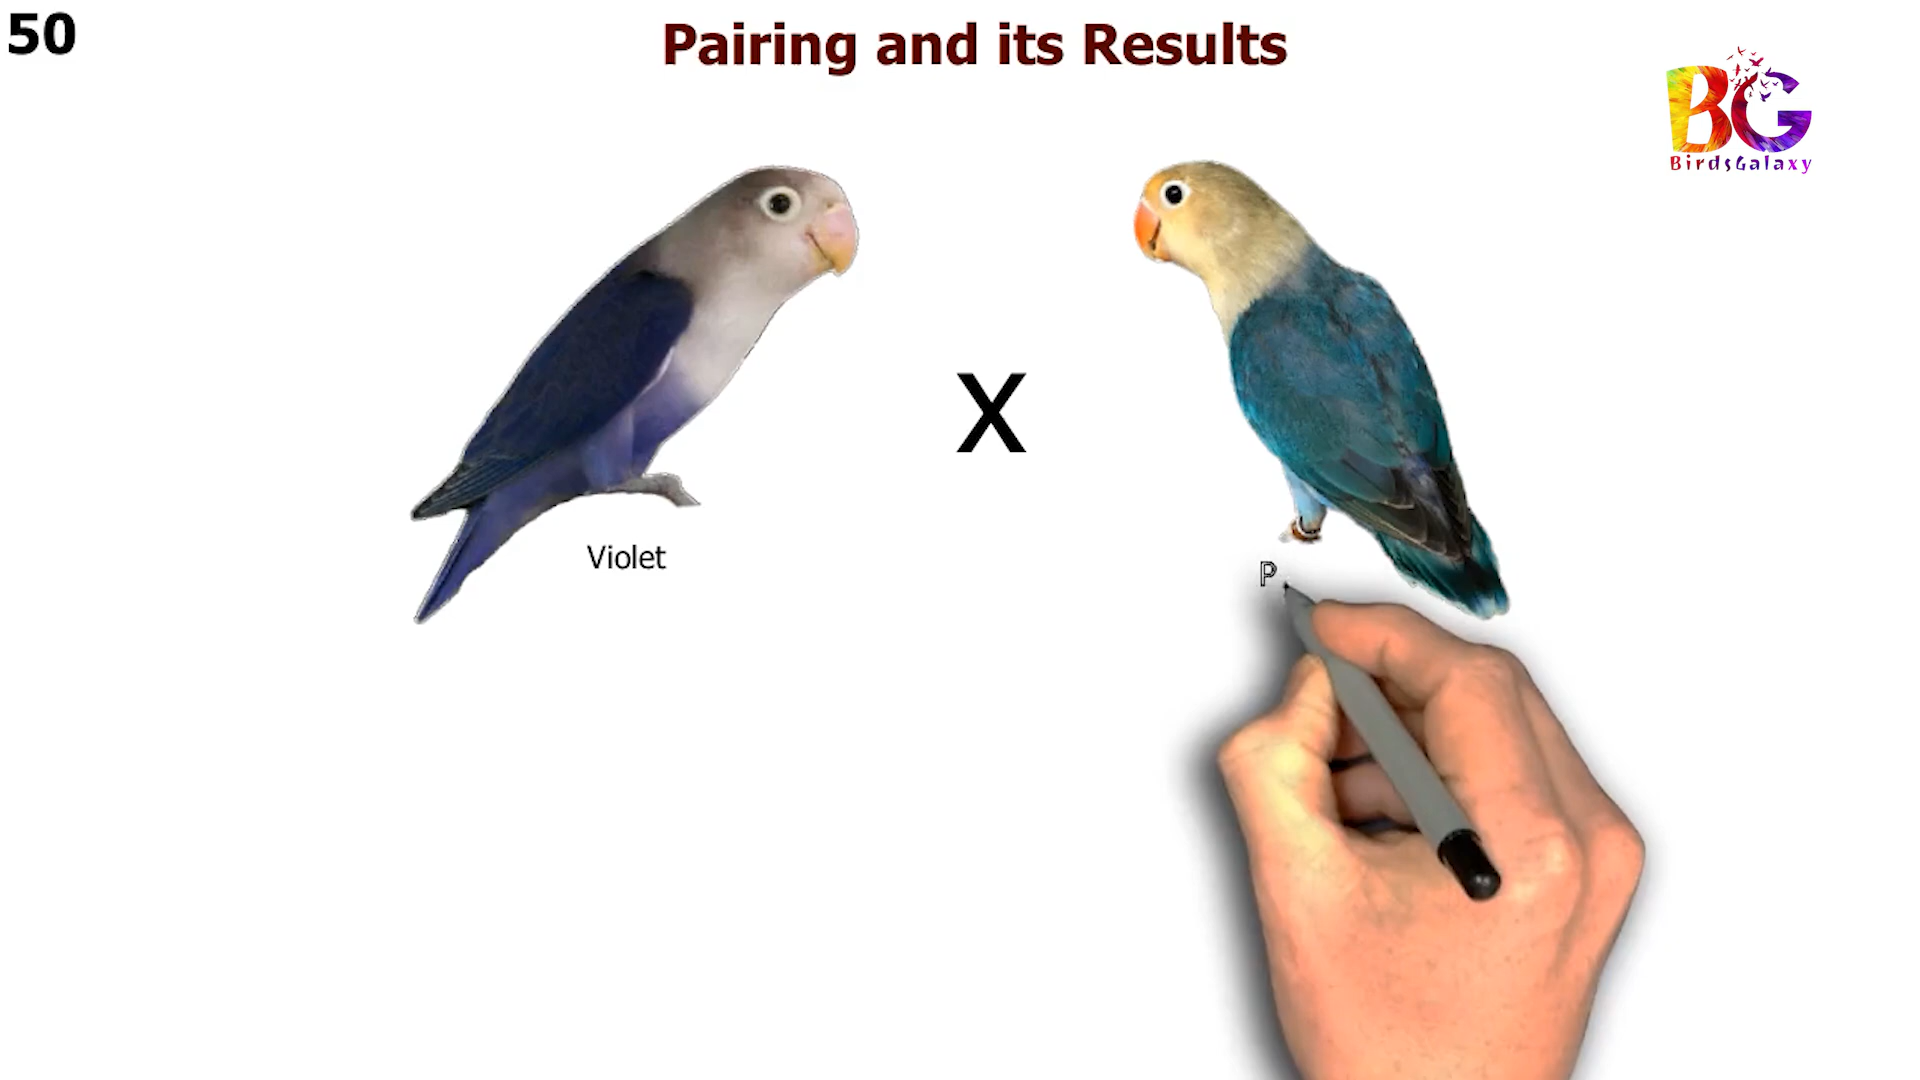 50
Pairing and its Results
BG
BirdsGalaxy
X
Violet
P